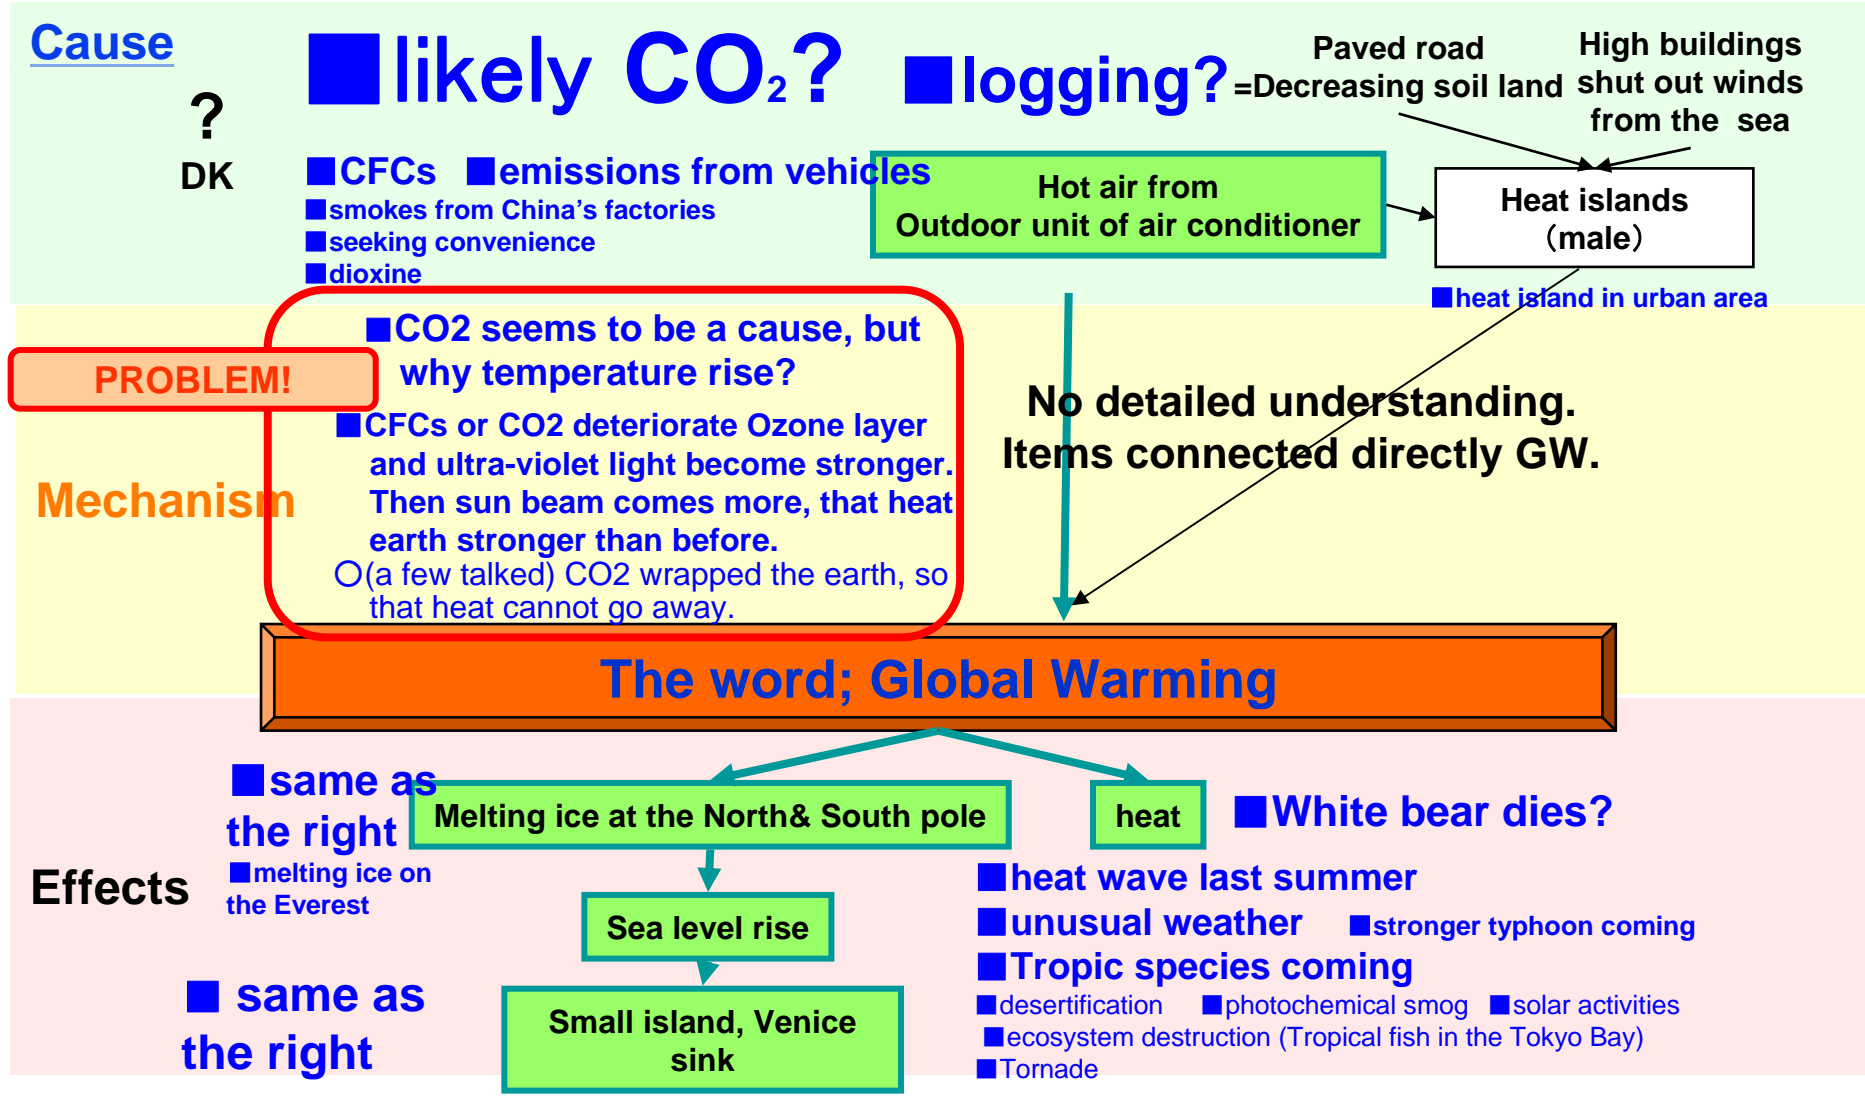 Cause
?
DK
■likely CO₂?
■logging?
Paved road
=Decreasing soil land
High buildings
shut out winds
from the sea
■CFCs ■emissions from vehicles
■smokes from China's factories
■seeking convenience
■dioxine
Hot air from
Outdoor unit of air conditioner
Heat islands
(male)
■heat island in urban area
PROBLEM!
Mechanism
■CO2 seems to be a cause, but
why temperature rise?
■CFCs or CO2 deteriorate Ozone layer
and ultra-violet light become stronger.
Then sun beam comes more, that heat
earth stronger than before.
○(a few talked) CO2 wrapped the earth, so
that heat cannot go away.
No detailed understanding.
Items connected directly GW.
The word; Global Warming
Effects
■same as
the right
■melting ice on
the Everest
■ same as
the right
Melting ice at the North& South pole
Sea level rise
Small island, Venice
sink
heat
■White bear dies?
■heat wave last summer
■unusual weather ■stronger typhoon coming
■Tropic species coming
■desertification ■photochemical smog ■solar activities
■ecosystem destruction (Tropical fish in the Tokyo Bay)
■Tornade